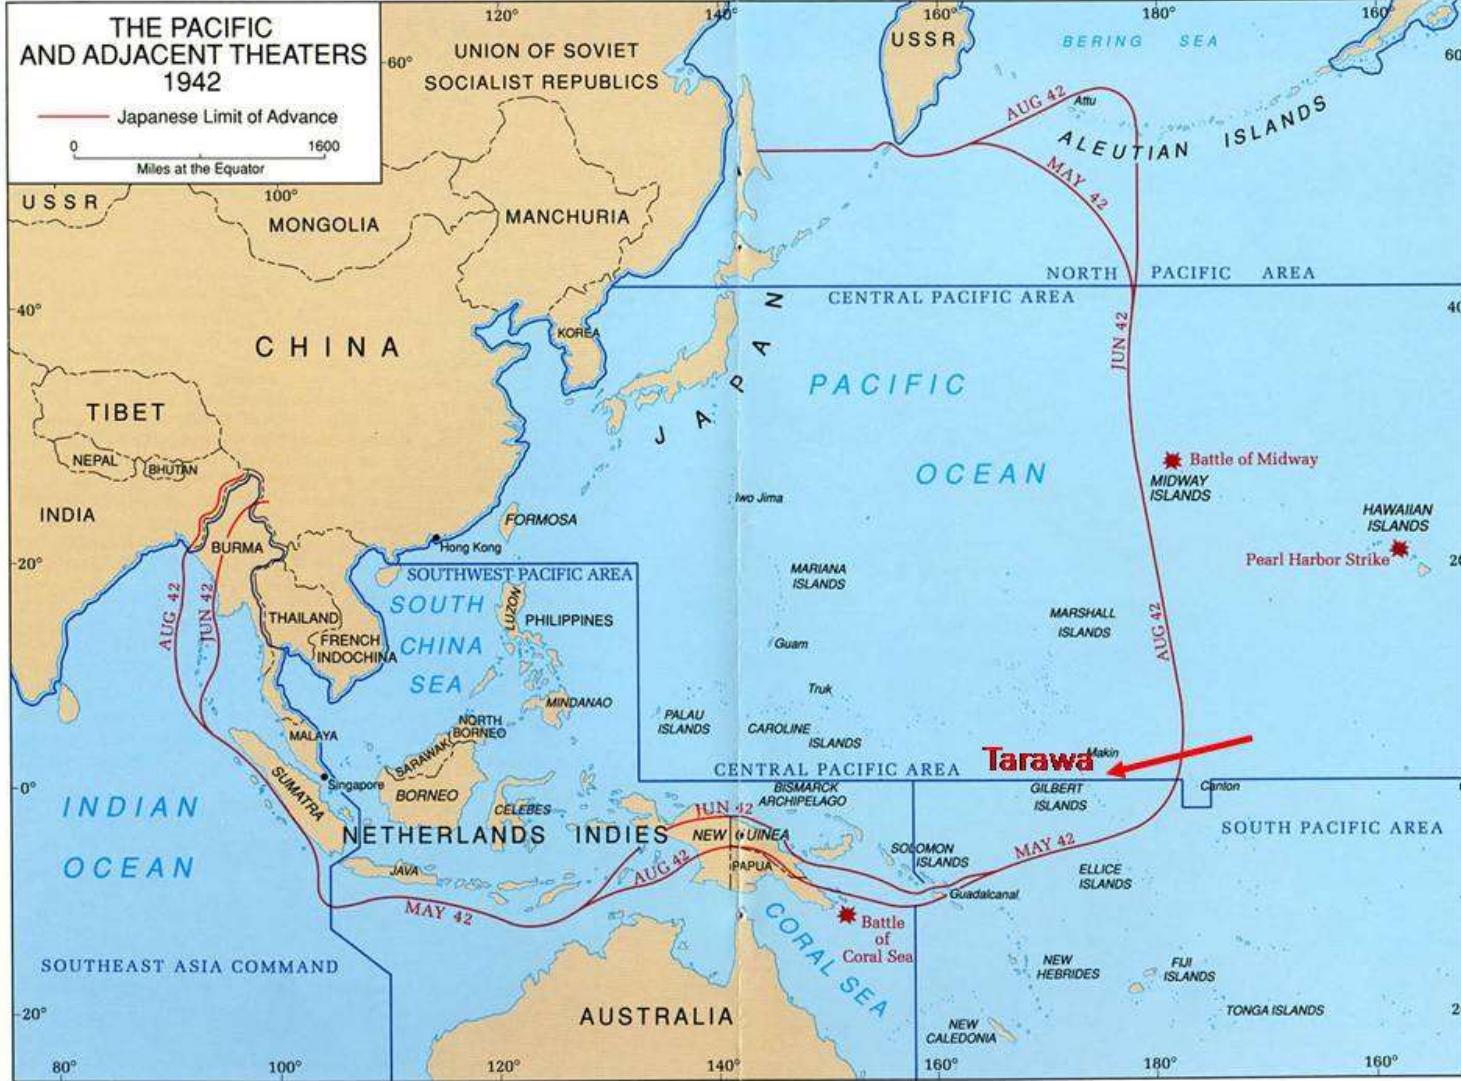 THE PACIFIC
AND ADJACENT THEATERS
1942
Japanese Limit of Advance
0 1600
Miles at the Equator
120° 140° 160° 180° 160°
60° 60
UNION OF SOVIET
SOCIALIST REPUBLICS
USSR
BERING SEA
AUG 42
Attu
ALEUTIAN ISLANDS
MAY 42
USSR
100°
MONGOLIA
MANCHURIA
NORTH PACIFIC AREA
CENTRAL PACIFIC AREA
40° 40
KOREA
CHINA
JAPAN
JUN 42
PACIFIC
OCEAN
TIBET
NEPAL
BHUTAN
INDIA
BURMA
Battle of Midway
MIDWAY
ISLANDS
Iwo Jima
FORMOSA
HAWAIIAN
ISLANDS
Hong Kong
Pearl Harbor Strike
20° 20
SOUTHWEST PACIFIC AREA
MARIANA
ISLANDS
AUG 42
JUN 42
THAILAND
FRENCH
INDOCHINA
SOUTH
CHINA
SEA
LUZON
PHILIPPINES
MARSHALL
ISLANDS
AUG 42
Guam
Truk
MINDANAO
PALAU
ISLANDS
CAROLINE
ISLANDS
MALAYA
NORTH
BORNEO
SARAWAK
Tarawa
Makin
CENTRAL PACIFIC AREA
0°
Singapore
SUMATRA
BORNEO
CELEBES
BISMARCK
ARCHIPELAGO
GILBERT
ISLANDS
Canton
INDIAN
OCEAN
JUN 42
NETHERLANDS INDIES
NEW GUINEA
SOUTH PACIFIC AREA
SOLOMON
ISLANDS
MAY 42
JAVA
AUG 42
PAPUA
ELLICE
ISLANDS
Guadalcanal
MAY 42
Battle
of
Coral Sea
CORAL SEA
SOUTHEAST ASIA COMMAND
NEW
HEBRIDES
FIJI
ISLANDS
20° 2
AUSTRALIA
TONGA ISLANDS
NEW
CALEDONIA
80° 100° 120° 140° 160° 180° 160°